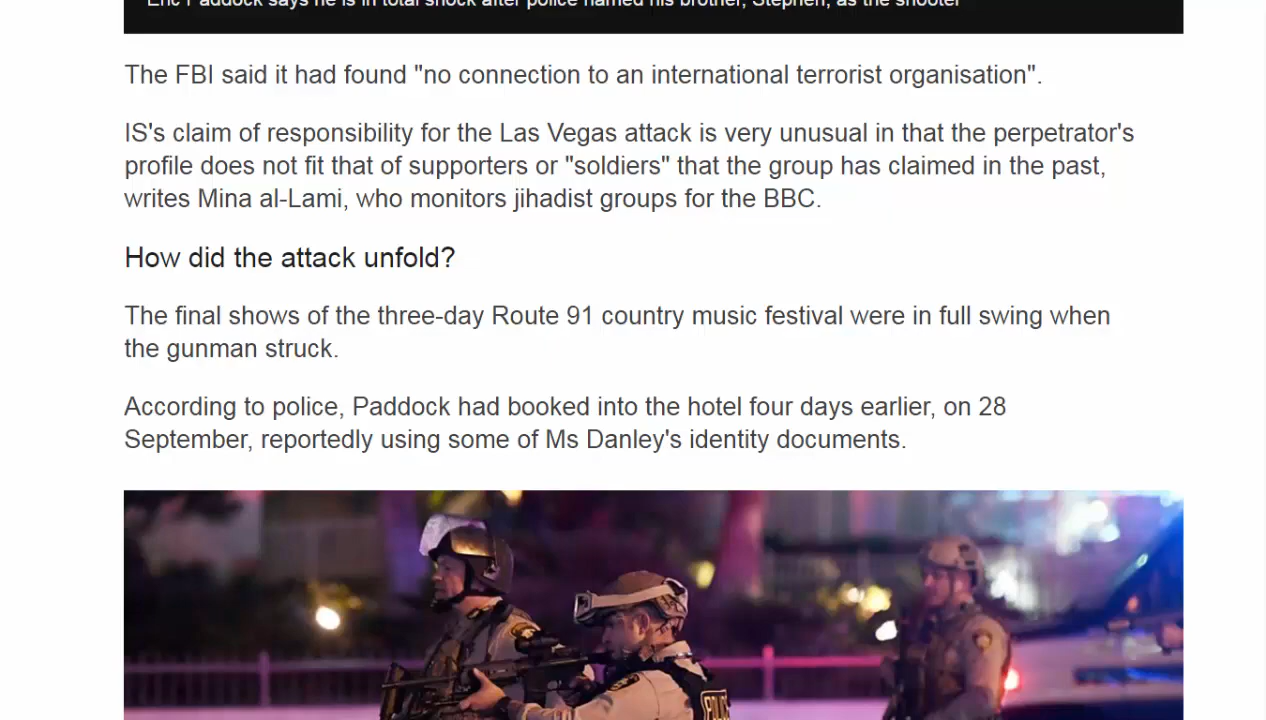 Eric Paddock says he is in total shock after police named his brother, Stephen, as the shooter
The FBI said it had found "no connection to an international terrorist organisation".
IS's claim of responsibility for the Las Vegas attack is very unusual in that the perpetrator's
profile does not fit that of supporters or "soldiers" that the group has claimed in the past,
writes Mina al-Lami, who monitors jihadist groups for the BBC.
How did the attack unfold?
The final shows of the three-day Route 91 country music festival were in full swing when
the gunman struck.
According to police, Paddock had booked into the hotel four days earlier, on 28
September, reportedly using some of Ms Danley's identity documents.